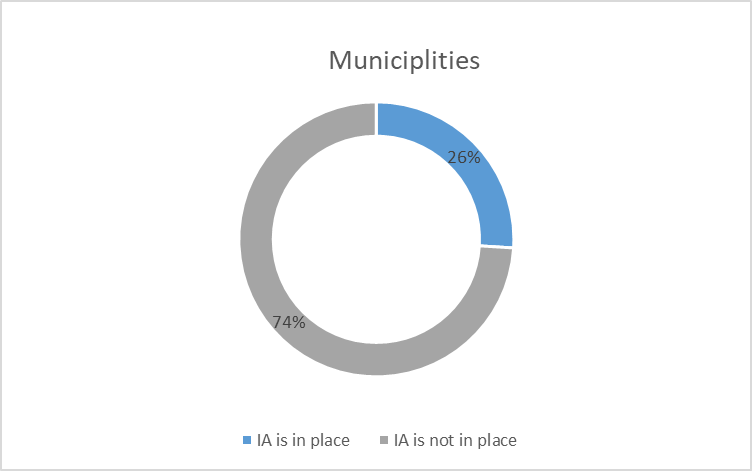 Municiplities
26%
74%
IA is in place
IA is not in place